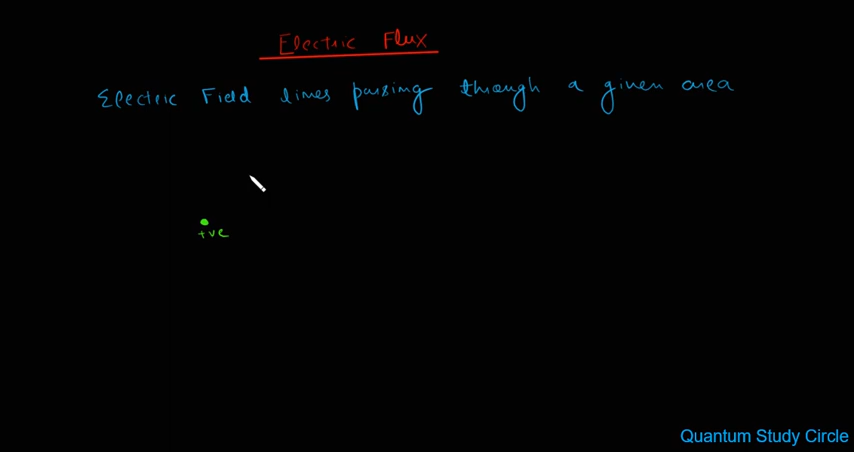 Electric Flux
Electric Field lines passing through a given area
+ve
Quantum Study Circle